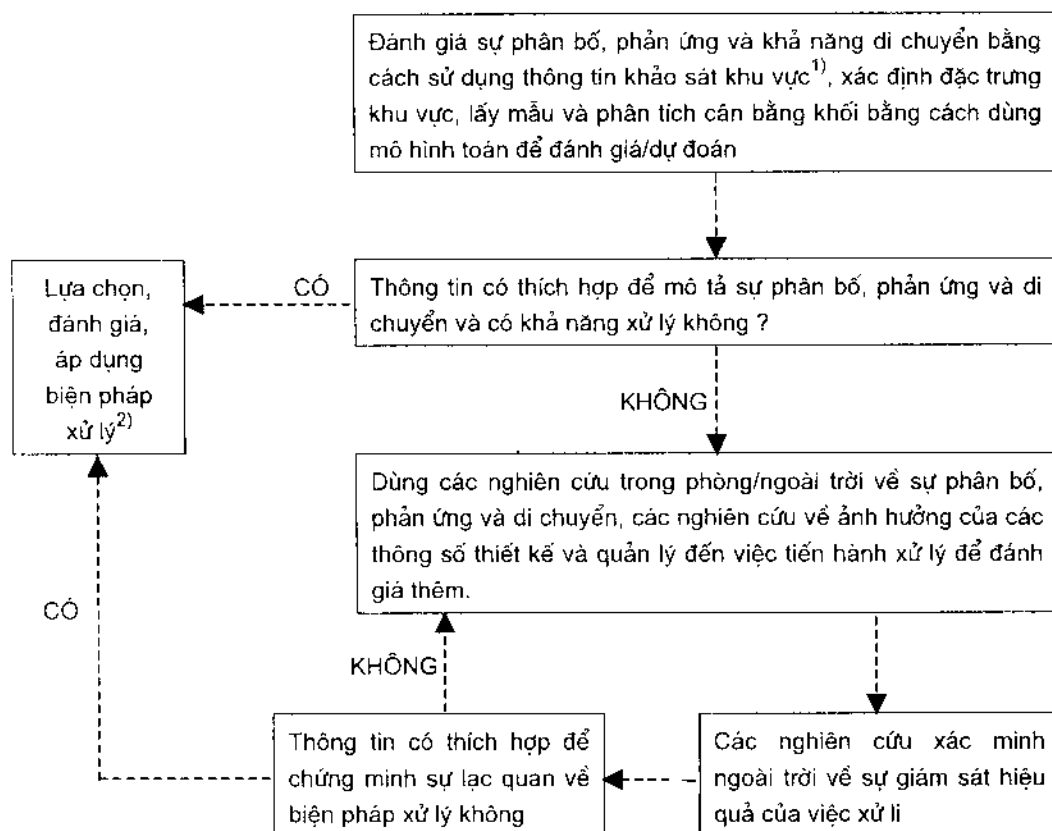 Đánh giá sự phân bố, phản ứng và khả năng di chuyển bằng
cách sử dụng thông tin khảo sát khu vực1), xác định đặc trưng
khu vực, lấy mẫu và phân tích cân bằng khối bằng cách dùng
mô hình toán để đánh giá/dự đoán
Lựa chọn,
đánh giá,
áp dụng
biện pháp
xử lý2)
CÓ
Thông tin có thích hợp để mô tả sự phân bố, phản ứng và di
chuyển và có khả năng xử lý không ?
KHÔNG
Dùng các nghiên cứu trong phòng/ngoài trời về sự phân bố,
phản ứng và di chuyển, các nghiên cứu về ảnh hưởng của các
thông số thiết kế và quản lý đến việc tiến hành xử lý để đánh
giá thêm.
CÓ
KHÔNG
Thông tin có thích hợp để
chứng minh sự lạc quan về
biện pháp xử lý không
Các nghiên cứu xác minh
ngoài trời về sự giám sát hiệu
quả của việc xử li